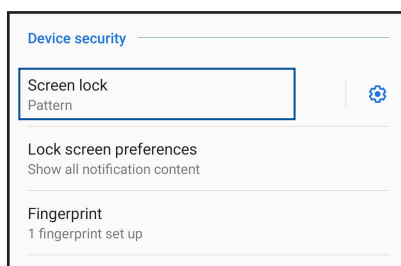 Device security
Screen lock
Pattern
Lock screen preferences
Show all notification content
Fingerprint
1 fingerprint set up